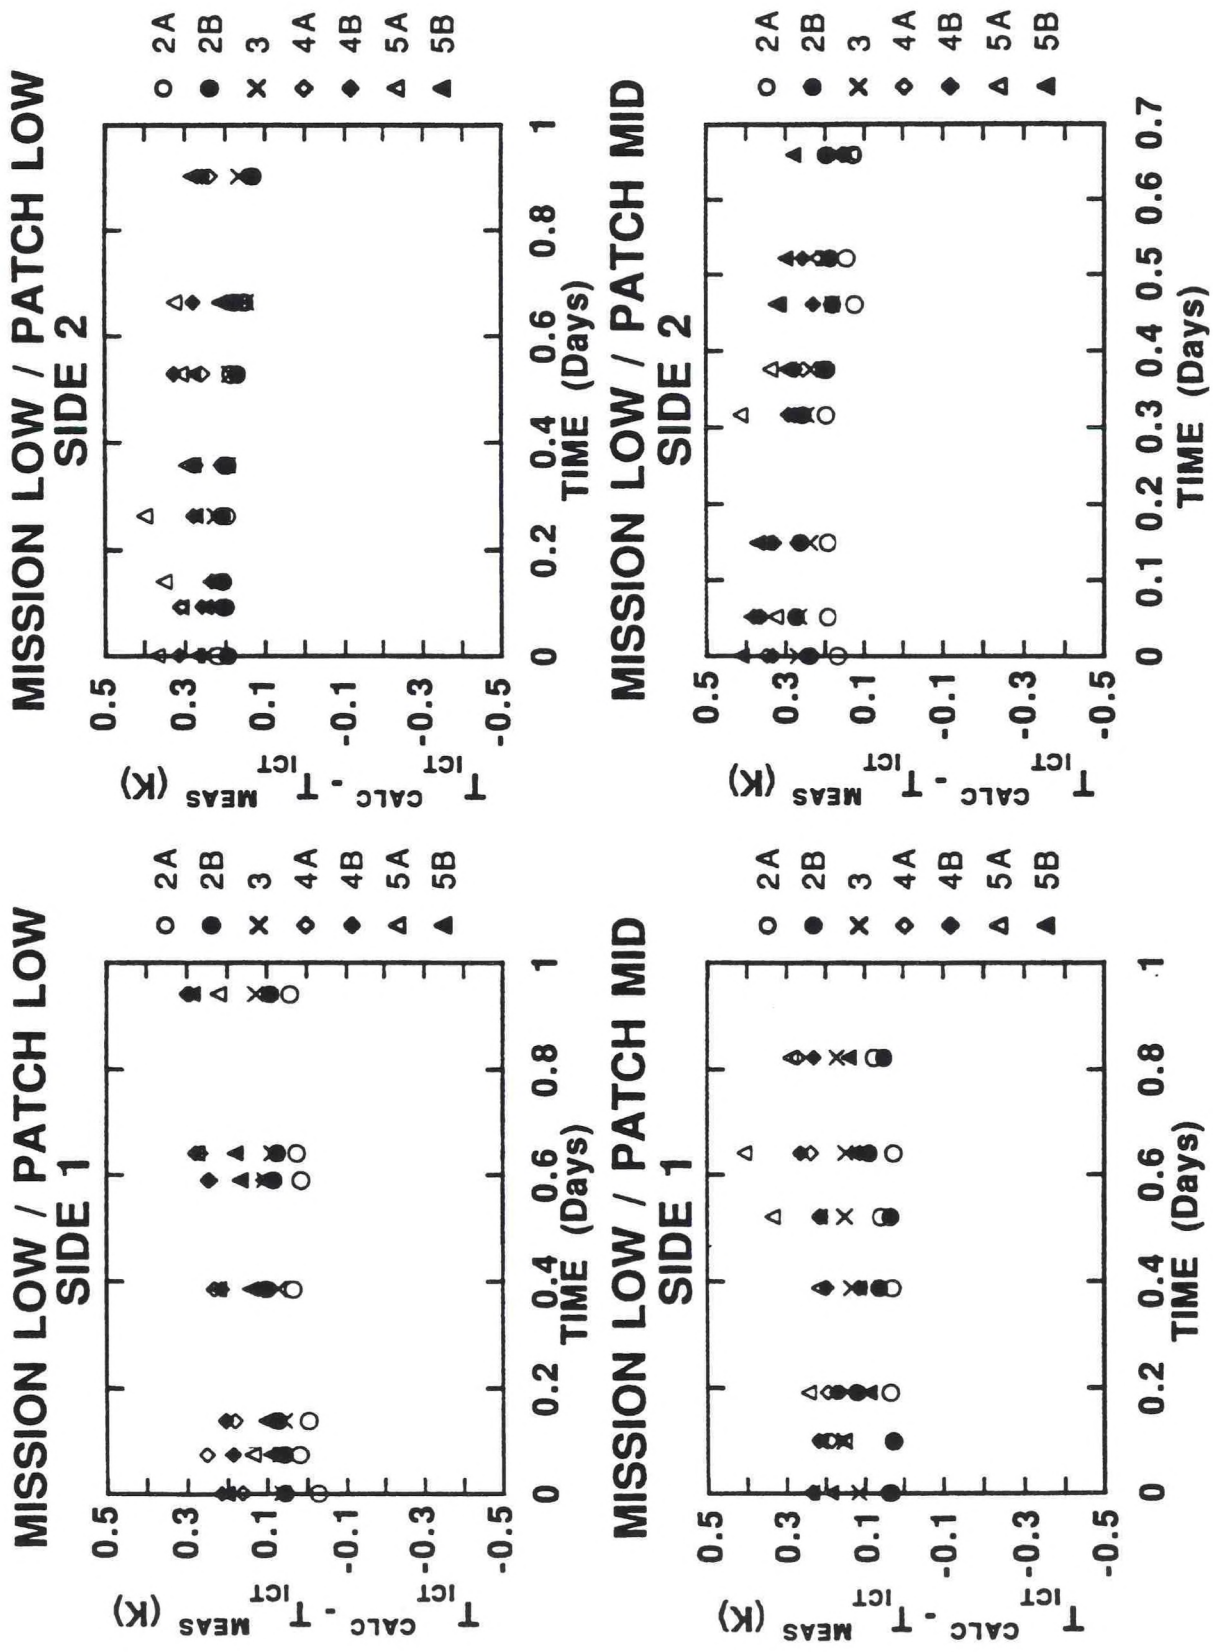 MISSION LOW / PATCH LOW
SIDE 1
0.5
0.3
0.1
-0.1
-0.3
-0.5
T CALC ICT - T MEAS ICT (K)
0 0.2 0.4 0.6 0.8 1
TIME (Days)
2A
2B
3
4A
4B
5A
5B
MISSION LOW / PATCH LOW
SIDE 2
0.5
0.3
0.1
-0.1
-0.3
-0.5
T CALC ICT - T MEAS ICT (K)
0 0.2 0.4 0.6 0.8 1
TIME (Days)
2A
2B
3
4A
4B
5A
5B
MISSION LOW / PATCH MID
SIDE 1
0.5
0.3
0.1
-0.1
-0.3
-0.5
T CALC ICT - T MEAS ICT (K)
0 0.2 0.4 0.6 0.8 1
TIME (Days)
2A
2B
3
4A
4B
5A
5B
MISSION LOW / PATCH MID
SIDE 2
0.5
0.3
0.1
-0.1
-0.3
-0.5
T CALC ICT - T MEAS ICT (K)
0 0.1 0.2 0.3 0.4 0.5 0.6 0.7
TIME (Days)
2A
2B
3
4A
4B
5A
5B